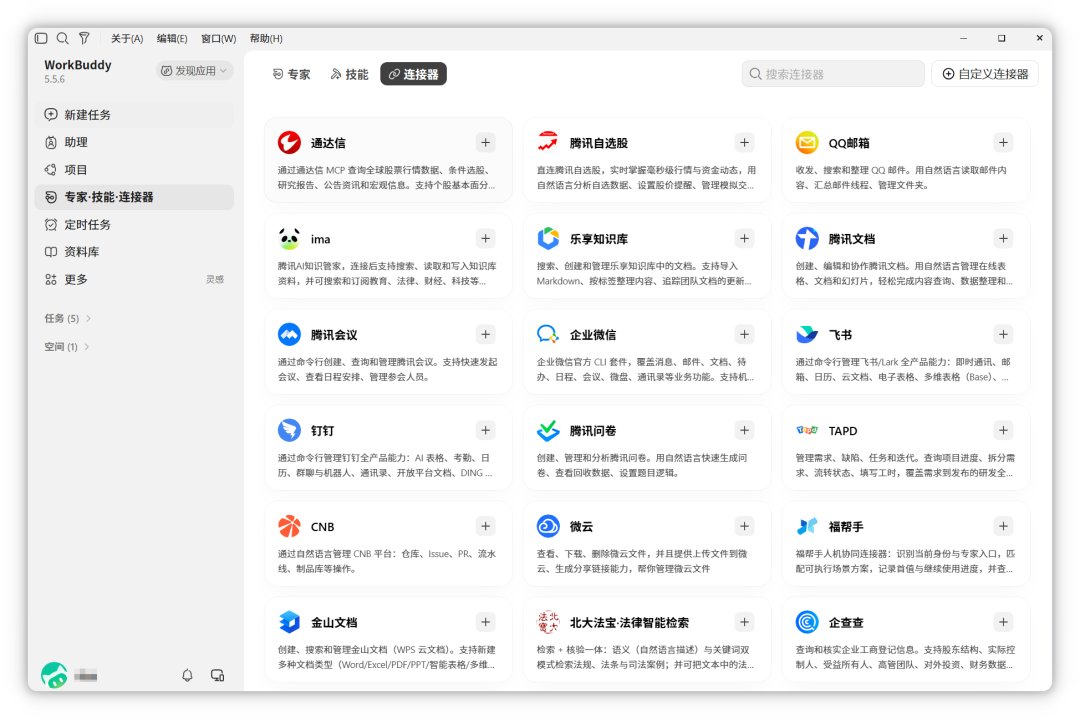 关于(A) 编辑(E) 窗口(W) 帮助(H)
WorkBuddy
5.5.6
发现应用
新建任务
助理
项目
专家·技能·连接器
定时任务
资料库
更多
灵感
任务 (5)
空间 (1)
专家 技能 连接器
搜索连接器
自定义连接器
通达信
通过通达信 MCP 查询全球股票行情数据、条件选股、
研究报告、公告资讯和宏观信息。支持个股基本面分...
腾讯自选股
直连腾讯自选股，实时掌握毫秒级行情与资金动态，用
自然语言分析自选数据、设置股价提醒、管理模拟交...
QQ邮箱
收发、搜索和整理 QQ 邮件。用自然语言读取邮件内
容、汇总邮件线程、管理文件夹。
ima
腾讯AI知识管家，连接后支持搜索、读取和写入知识库
资料，并可搜索和订阅教育、法律、财经、科技等...
乐享知识库
搜索、创建和管理乐享知识库中的文档。支持导入
Markdown、按标签整理内容、追踪团队文档的更新...
腾讯文档
创建、编辑和协作腾讯文档。用自然语言管理在线表
格、文档和幻灯片，轻松完成内容查询、数据整理和...
腾讯会议
通过命令行创建、查询和管理腾讯会议。支持快速发起
会议、查看日程安排、管理参会人员。
企业微信
企业微信官方 CLI 套件，覆盖消息、邮件、文档、待
办、日程、会议、微盘、通讯录等业务功能。支持机...
飞书
通过命令行管理飞书/Lark 全产品能力：即时通讯、邮
箱、日历、云文档、电子表格、多维表格（Base）、...
钉钉
通过命令行管理钉钉全产品能力：AI 表格、考勤、日
历、群聊与机器人、通讯录、开放平台文档、DING ...
腾讯问卷
创建、管理和分析腾讯问卷。用自然语言快速生成问
卷、查看回收数据、设置题目逻辑。
TAPD
TAPD
管理需求、缺陷、任务和迭代。查询项目进度、拆分需
求、流转状态、填写工时，覆盖需求到发布的研发全...
CNB
通过自然语言管理 CNB 平台：仓库、Issue、PR、流水
线、制品库等操作。
微云
查看、下载、删除微云文件，并且提供上传文件到微
云、生成分享链接能力，帮你管理微云文件
福帮手
福帮手人机协同连接器：识别当前身份与专家入口，匹
配可执行场景方案，记录首值与继续使用进度，并查...
金山文档
创建、搜索和管理金山文档（WPS 云文档）。支持新建
多种文档类型（Word/Excel/PDF/PPT/智能表格/多维...
法北
寶大
北大法宝·法律智能检索
检索 + 核验一体：语义（自然语言描述）与关键词双
模式检索法规、法条与司法案例；并可把文本中的法...
企查查
查询和核实企业工商登记信息。支持股东结构、实际控
制人、受益所有人、高管团队、对外投资、财务数据...